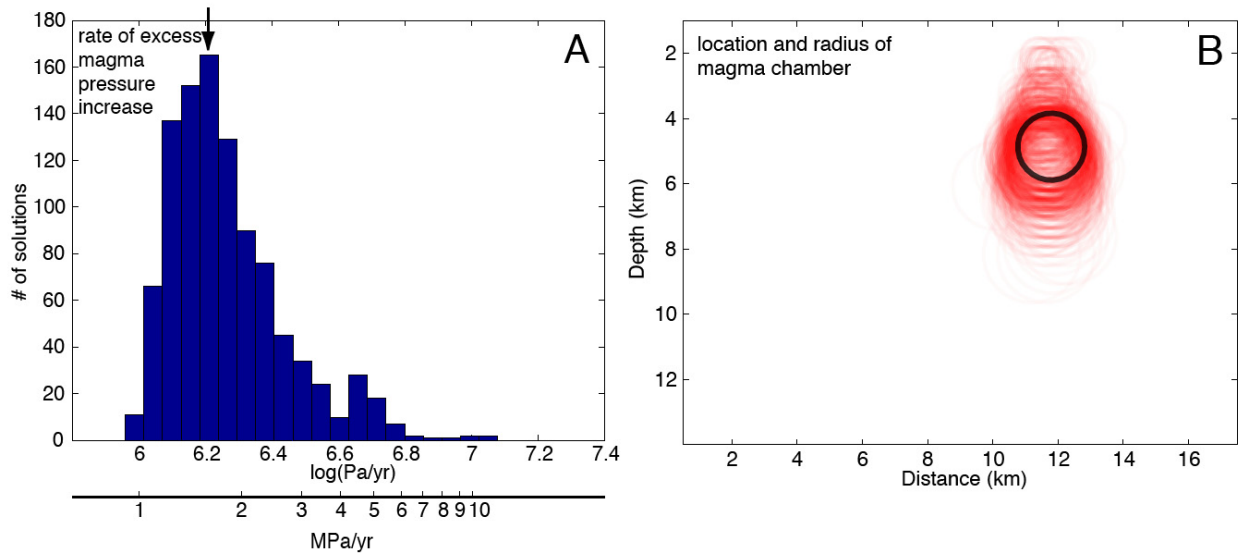 A
rate of excess
magma
pressure
increase
# of solutions
180
160
140
120
100
80
60
40
20
0
6 6.2 6.4 6.6 6.8 7 7.2 7.4
log(Pa/yr)
1 2 3 4 5 6 7 8 9 10
MPa/yr
B
location and radius of
magma chamber
Depth (km)
2
4
6
8
10
12
2 4 6 8 10 12 14 16
Distance (km)